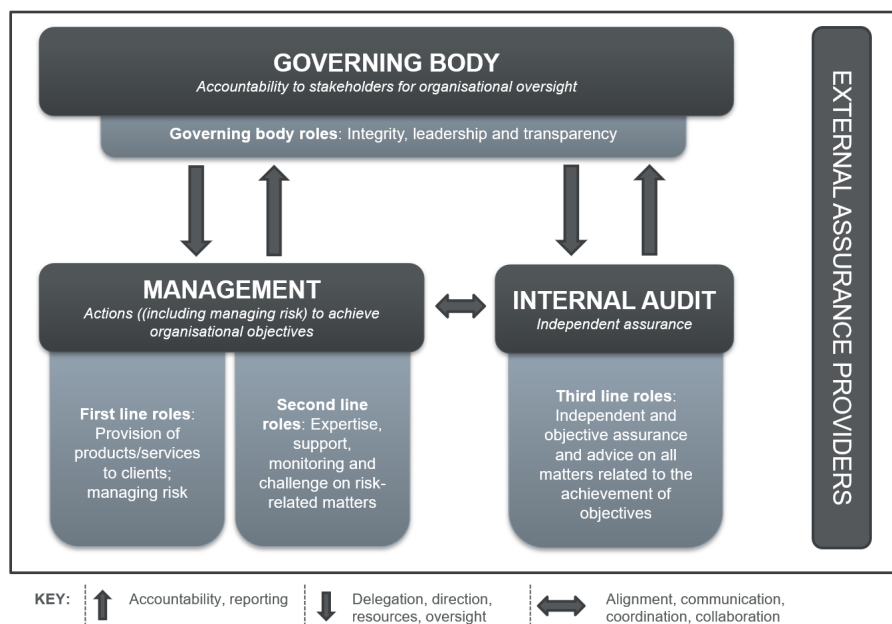 GOVERNING BODY
Accountability to stakeholders for organisational oversight
Governing body roles: Integrity, leadership and transparency
MANAGEMENT
Actions ((including managing risk) to achieve
organisational objectives
INTERNAL AUDIT
Independent assurance
First line roles:
Provision of
products/services
to clients;
managing risk
Second line
roles: Expertise,
support,
monitoring and
challenge on risk-
related matters
Third line roles:
Independent and
objective assurance
and advice on all
matters related to the
achievement of
objectives
EXTERNAL ASSURANCE PROVIDERS
KEY:
Accountability, reporting
Delegation, direction,
resources, oversight
Alignment, communication,
coordination, collaboration